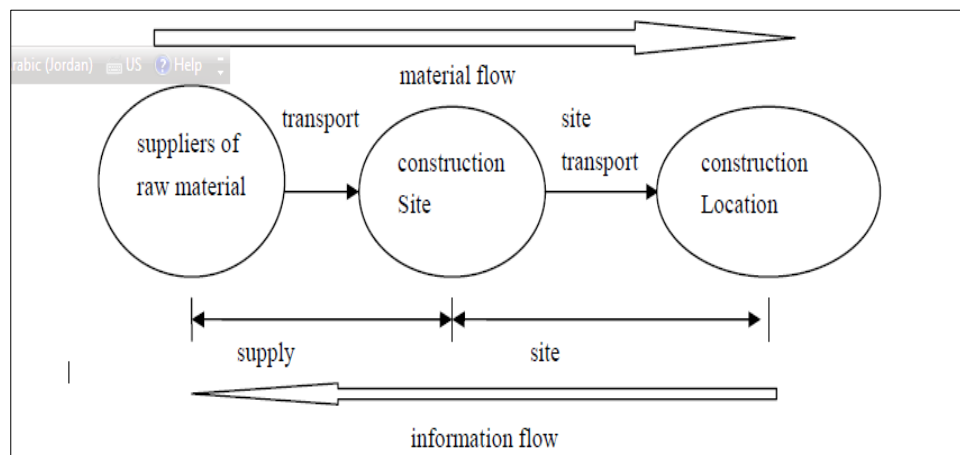 rabic (Jordan) US ? Help
material flow
transport
site
transport
suppliers of
raw material
construction
Site
construction
Location
supply
site
information flow